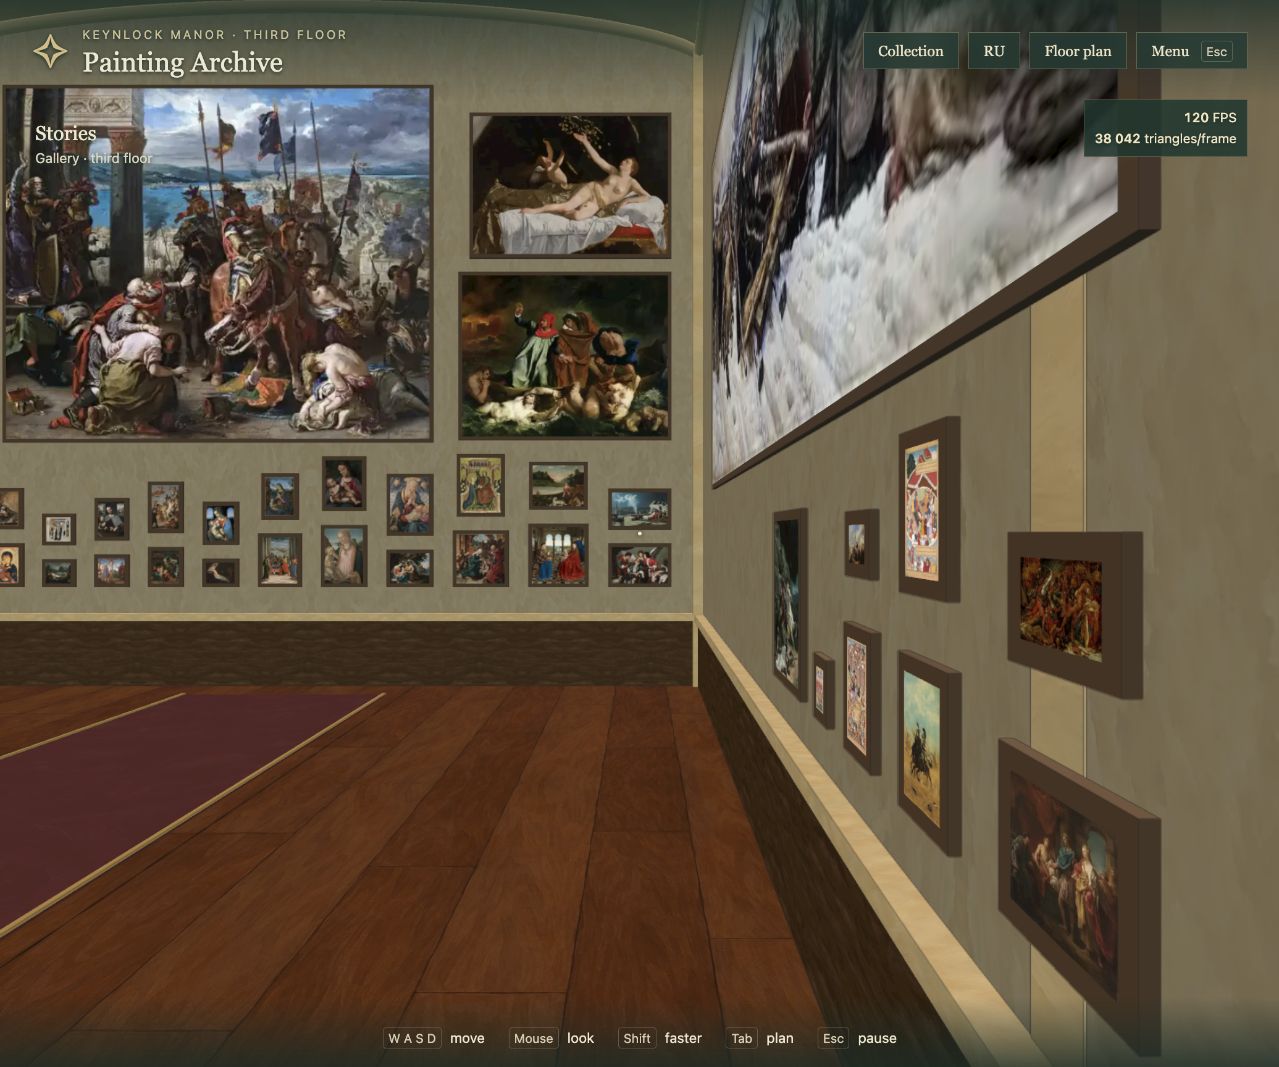 KEYNLOCK MANOR · THIRD FLOOR
Painting Archive
Collection
RU
Floor plan
Menu Esc
120 FPS
38 042 triangles/frame
Stories
Gallery · third floor
W A S D move Mouse look Shift faster Tab plan Esc pause